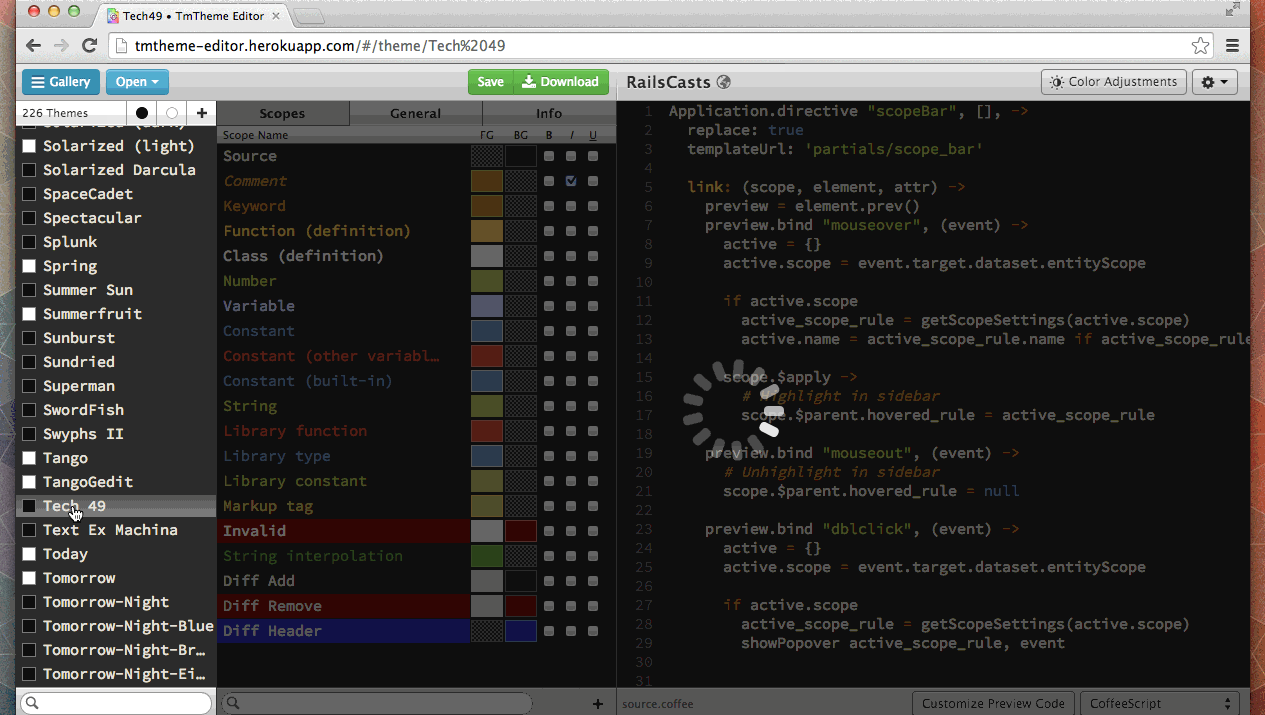 Tech49 • TmTheme Editor
tmtheme-editor.herokuapp.com/#/theme/Tech%2049
Gallery
Open
Save
Download
RailsCasts
Color Adjustments
226 Themes
Solarized (dark)
Solarized (light)
Solarized Darcula
SpaceCadet
Spectacular
Splunk
Spring
Summer Sun
Summerfruit
Sunburst
Sundried
Superman
SwordFish
Swyphs II
Tango
TangoGedit
Tech 49
Text Ex Machina
Today
Tomorrow
Tomorrow-Night
Tomorrow-Night-Blue
Tomorrow-Night-Br…
Tomorrow-Night-Ei…
Scopes General Info
Scope Name FG BG B I U
Source
Comment
Keyword
Function (definition)
Class (definition)
Number
Variable
Constant
Constant (other variabl…
Constant (built-in)
String
Library function
Library type
Library constant
Markup tag
Invalid
String interpolation
Diff Add
Diff Remove
Diff Header
1 Application.directive "scopeBar", [], ->
2 replace: true
3 templateUrl: 'partials/scope_bar'
4
5 link: (scope, element, attr) ->
6 preview = element.prev()
7 preview.bind "mouseover", (event) ->
8 active = {}
9 active.scope = event.target.dataset.entityScope
10
11 if active.scope
12 active_scope_rule = getScopeSettings(active.scope)
13 active.name = active_scope_rule.name if active_scope_rule
14
15 scope.$apply ->
16 # Highlight in sidebar
17 scope.$parent.hovered_rule = active_scope_rule
18
19 preview.bind "mouseout", (event) ->
20 # Unhighlight in sidebar
21 scope.$parent.hovered_rule = null
22
23 preview.bind "dblclick", (event) ->
24 active = {}
25 active.scope = event.target.dataset.entityScope
26
27 if active.scope
28 active_scope_rule = getScopeSettings(active.scope)
29 showPopover active_scope_rule, event
30
31
source.coffee
Customize Preview Code
CoffeeScript